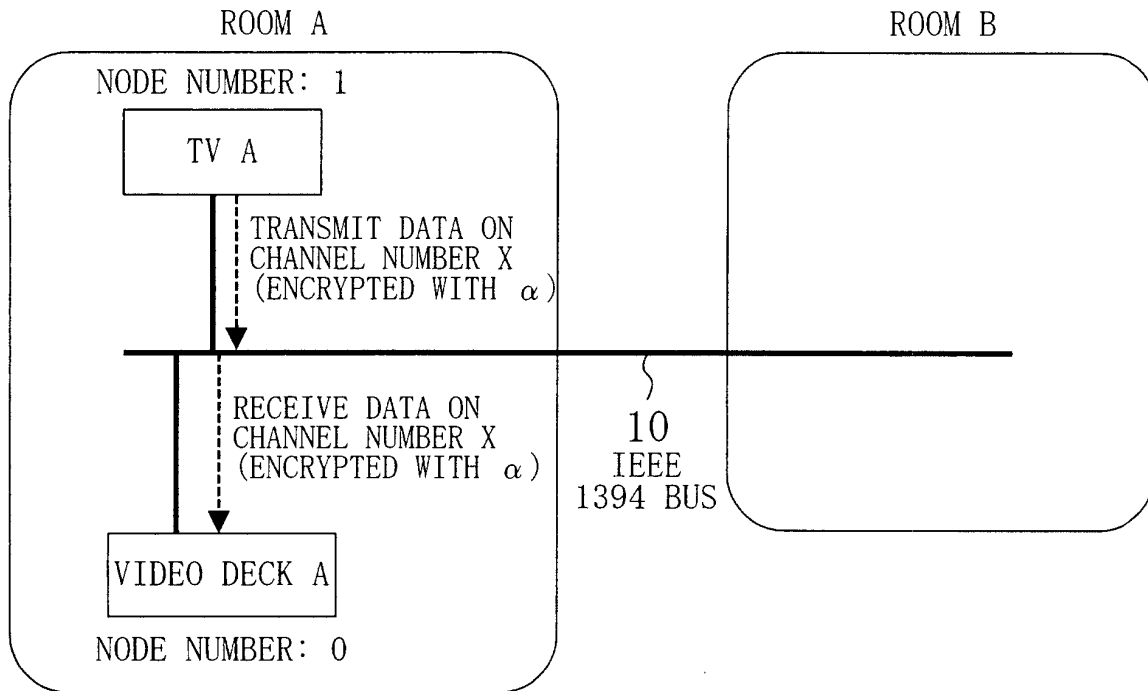 ROOM A
ROOM B
NODE NUMBER: 1
TV A
TRANSMIT DATA ON
CHANNEL NUMBER X
(ENCRYPTED WITH α)
RECEIVE DATA ON
CHANNEL NUMBER X
(ENCRYPTED WITH α)
10
IEEE
1394 BUS
VIDEO DECK A
NODE NUMBER: 0